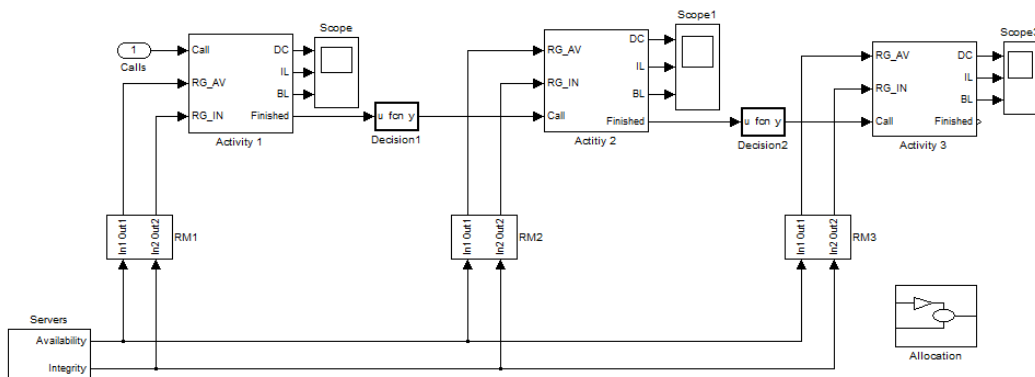 Scope1
Scope
Scope2
1
Calls
Call
RG_AV
RG_IN
DC
IL
BL
Finished
Activity 1
u fcn y
Decision1
RG_AV
RG_IN
Call
DC
IL
BL
Finished
Actitiy 2
u fcn y
Decision2
RG_AV
RG_IN
Call
DC
IL
BL
Finished
Activity 3
In1 Out1
In2 Out2
RM1
In1 Out1
In2 Out2
RM2
In1 Out1
In2 Out2
RM3
Servers
Availability
Integrity
Allocation